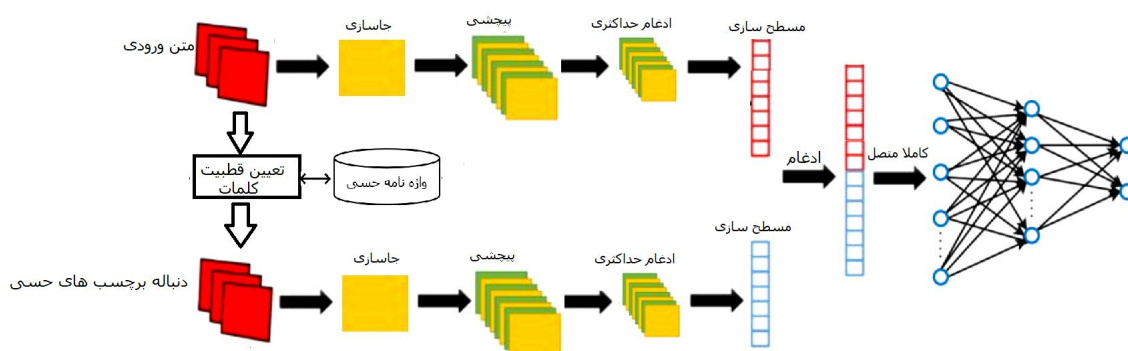 متن ورودی
جاسازی
پیچشی
ادغام حداکثری
مسطح سازی
تعیین قطبیت
کلمات
واژه نامه حسی
ادغام
کاملا متصل
دنباله برچسب های حسی
جاسازی
پیچشی
ادغام حداکثری
مسطح سازی